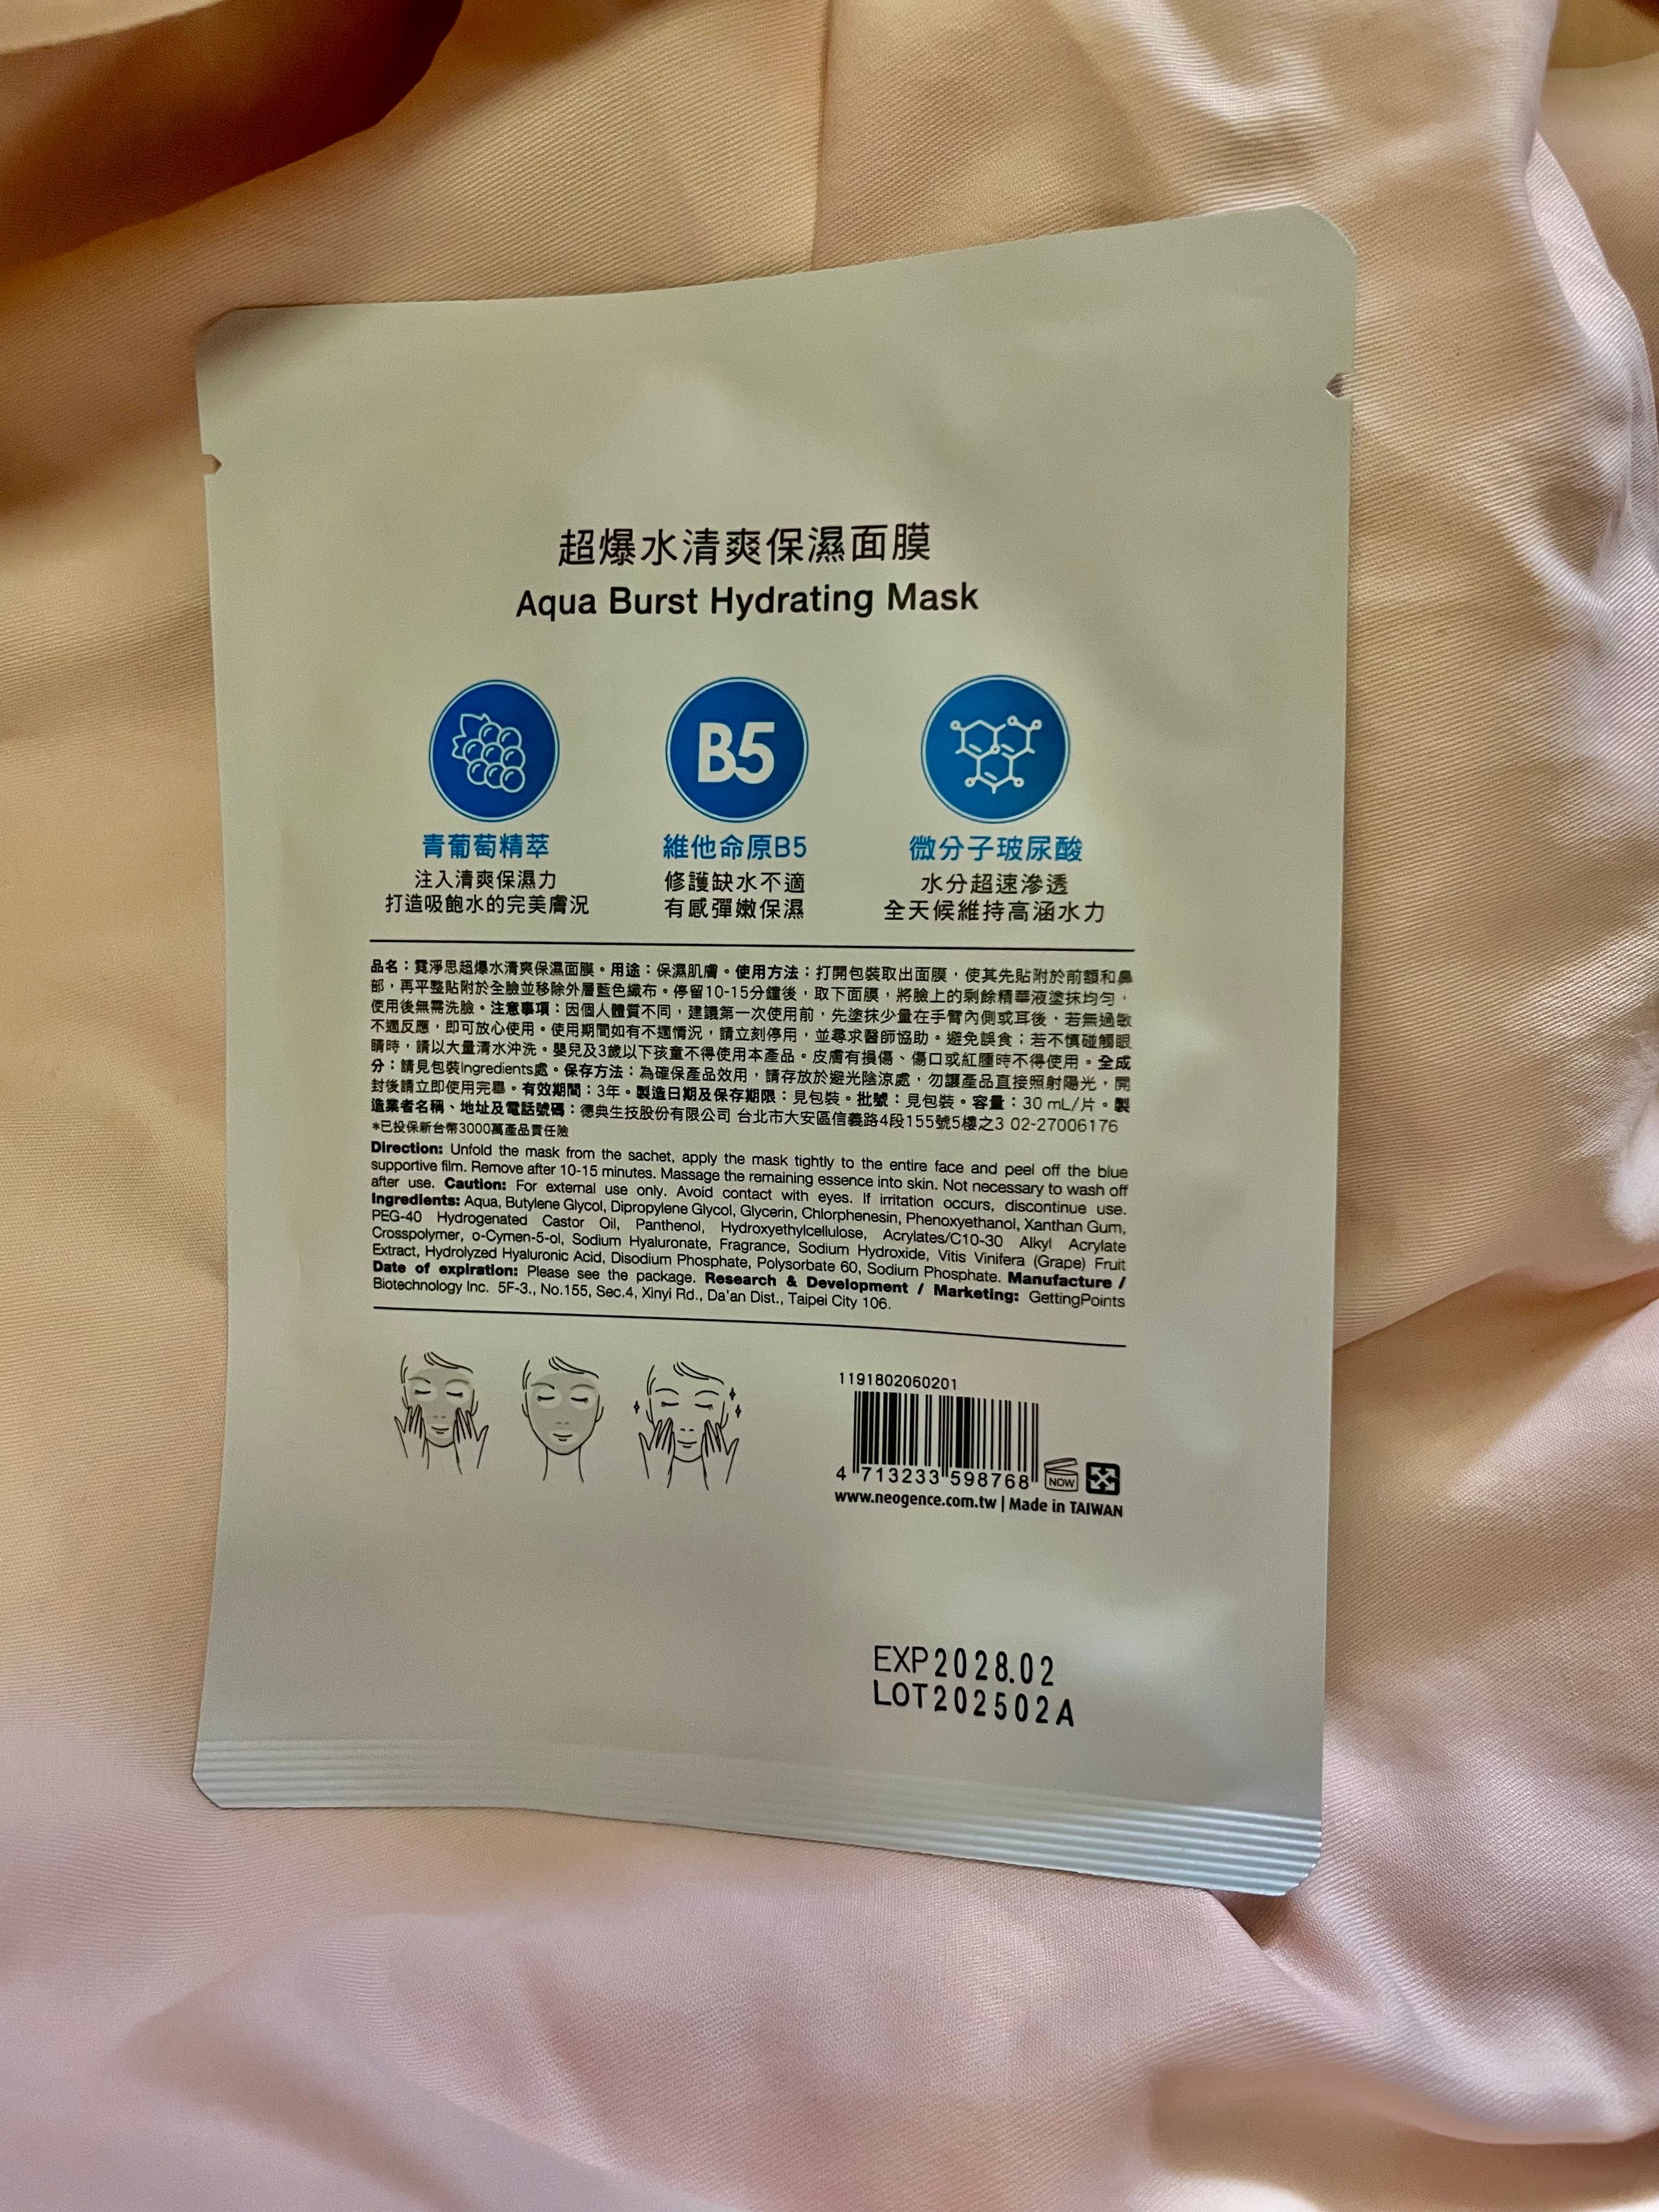 超爆水清爽保濕面膜
Aqua Burst Hydrating Mask
B5
青葡萄精萃
注入清爽保濕力
打造吸飽水的完美膚況
維他命原B5
修護缺水不適
有感彈嫩保濕
微分子玻尿酸
水分超速滲透
全天候維持高涵水力
品名：霓淨思超爆水清爽保濕面膜。用途：保濕肌膚。使用方法：打開包裝取出面膜，使其先貼附於前額和鼻
部，再平整貼附於全臉並移除外層藍色織布。停留10-15分鐘後，取下面膜，將臉上的剩餘精華液塗抹均勻，
使用後無需洗臉。注意事項：因個人體質不同，建議第一次使用前，先塗抹少量在手臂內側或耳後，若無過敏
不適反應，即可放心使用。使用期間如有不適情況，請立刻停用，並尋求醫師協助。避免誤食；若不慎碰觸眼
睛時，請以大量清水沖洗。嬰兒及3歲以下孩童不得使用本產品。皮膚有損傷、傷口或紅腫時不得使用。全成
分：請見包裝Ingredients處。保存方法：為確保產品效用，請存放於避光陰涼處，勿讓產品直接照射陽光，開
封後請立即使用完畢。有效期間：3年。製造日期及保存期限：見包裝。批號：見包裝。容量：30 mL/片。製
造業者名稱、地址及電話號碼：德典生技股份有限公司 台北市大安區信義路4段155號5樓之3 02-27006176
*已投保新台幣3000萬產品責任險
Direction: Unfold the mask from the sachet, apply the mask tightly to the entire face and peel off the blue
supportive film. Remove after 10-15 minutes. Massage the remaining essence into skin. Not necessary to wash off
after use. Caution: For external use only. Avoid contact with eyes. If irritation occurs, discontinue use.
Ingredients: Aqua, Butylene Glycol, Dipropylene Glycol, Glycerin, Chlorphenesin, Phenoxyethanol, Xanthan Gum,
PEG-40 Hydrogenated Castor Oil, Panthenol, Hydroxyethylcellulose, Acrylates/C10-30 Alkyl Acrylate
Crosspolymer, o-Cymen-5-ol, Sodium Hyaluronate, Fragrance, Sodium Hydroxide, Vitis Vinifera (Grape) Fruit
Extract, Hydrolyzed Hyaluronic Acid, Disodium Phosphate, Polysorbate 60, Sodium Phosphate. Manufacture /
Date of expiration: Please see the package. Research & Development / Marketing: GettingPoints
Biotechnology Inc. 5F-3., No.155, Sec.4, Xinyi Rd., Da'an Dist., Taipei City 106.
1191802060201
4 713233 598768
NOW
www.neogence.com.tw | Made in TAIWAN
EXP2028.02
LOT202502A